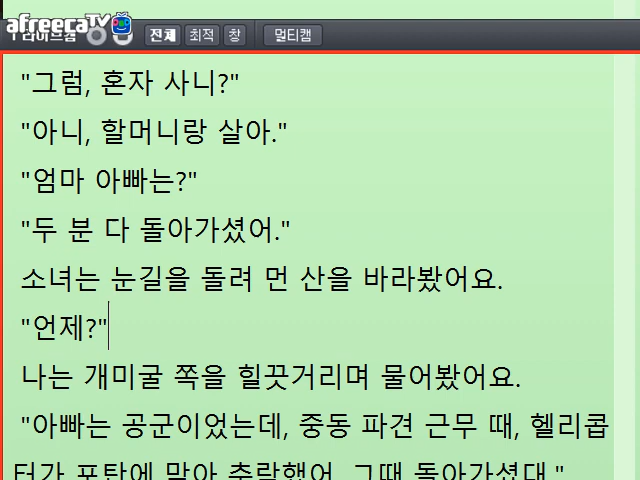 afreecaTV
전체 최적 창 멀티캠
"그럼, 혼자 사니?"
"아니, 할머니랑 살아."
"엄마 아빠는?"
"두 분 다 돌아가셨어."
소녀는 눈길을 돌려 먼 산을 바라봤어요.
"언제?"
나는 개미굴 쪽을 힐끗거리며 물어봤어요.
"아빠는 공군이었는데, 중동 파견 근무 때, 헬리콥
터가 포탄에 맞아 추락했어. 그때 돌아가셨대."